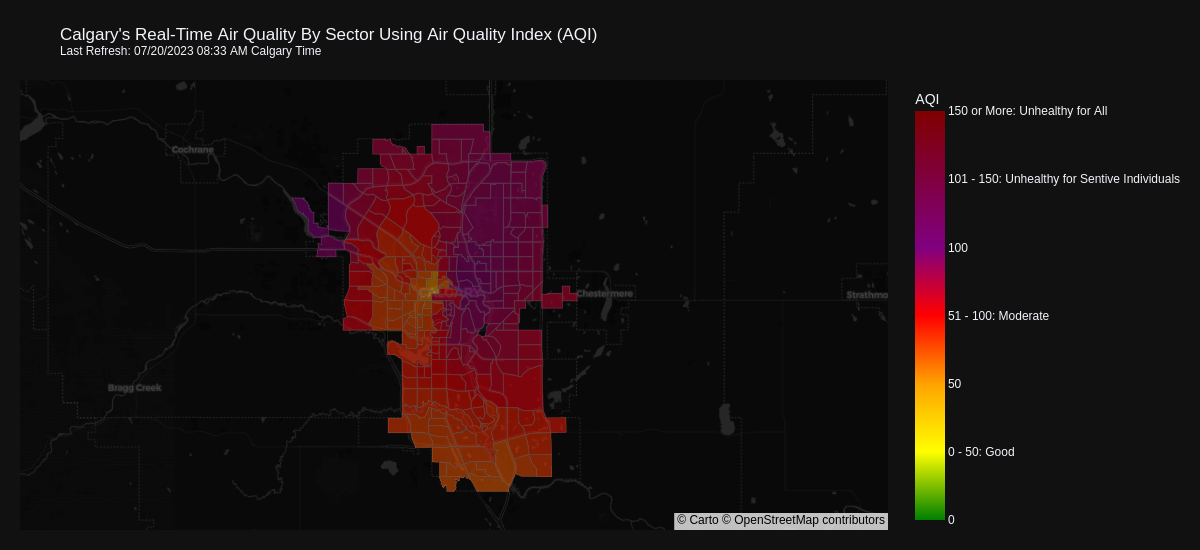 Calgary's Real-Time Air Quality By Sector Using Air Quality Index (AQI)
Last Refresh: 07/20/2023 08:33 AM Calgary Time
AQI
150 or More: Unhealthy for All
Cochrane
101 - 150: Unhealthy for Sentive Individuals
100
Chestermere
Strathmo
51 - 100: Moderate
Bragg Creek
50
0 - 50: Good
© Carto © OpenStreetMap contributors
0